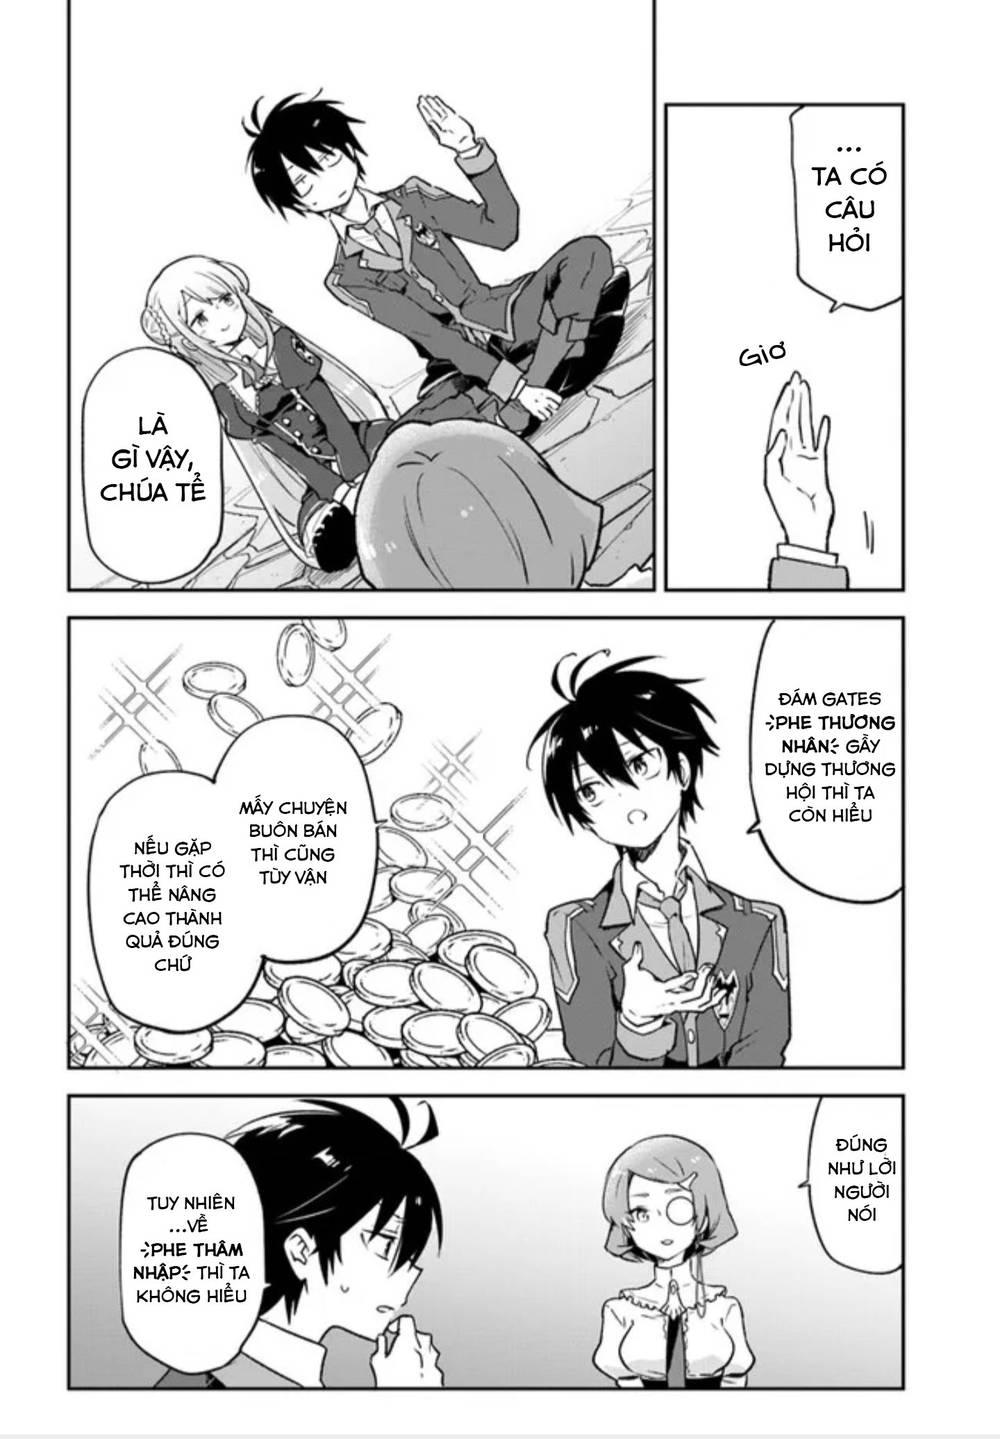 ...
TA CÓ
CÂU
HỎI
Giơ
LÀ
GÌ VẬY,
CHÚA TỂ
ĐÁM GATES
PHE THƯƠNG
NHÂN GẦY
DỰNG THƯƠNG
HỘI THÌ TA
CÒN HIỂU
MẤY CHUYỆN
BUÔN BÁN
THÌ CŨNG
TÙY VẬN
NẾU GẶP
THỜI THÌ CÓ
THỂ NÂNG
CAO THÀNH
QUẢ ĐÚNG
CHỨ
ĐÚNG
NHƯ LỜI
NGƯỜI
NÓI
TUY NHIÊN
...VỀ
PHE THÂM
NHẬP THÌ TA
KHÔNG HIỂU